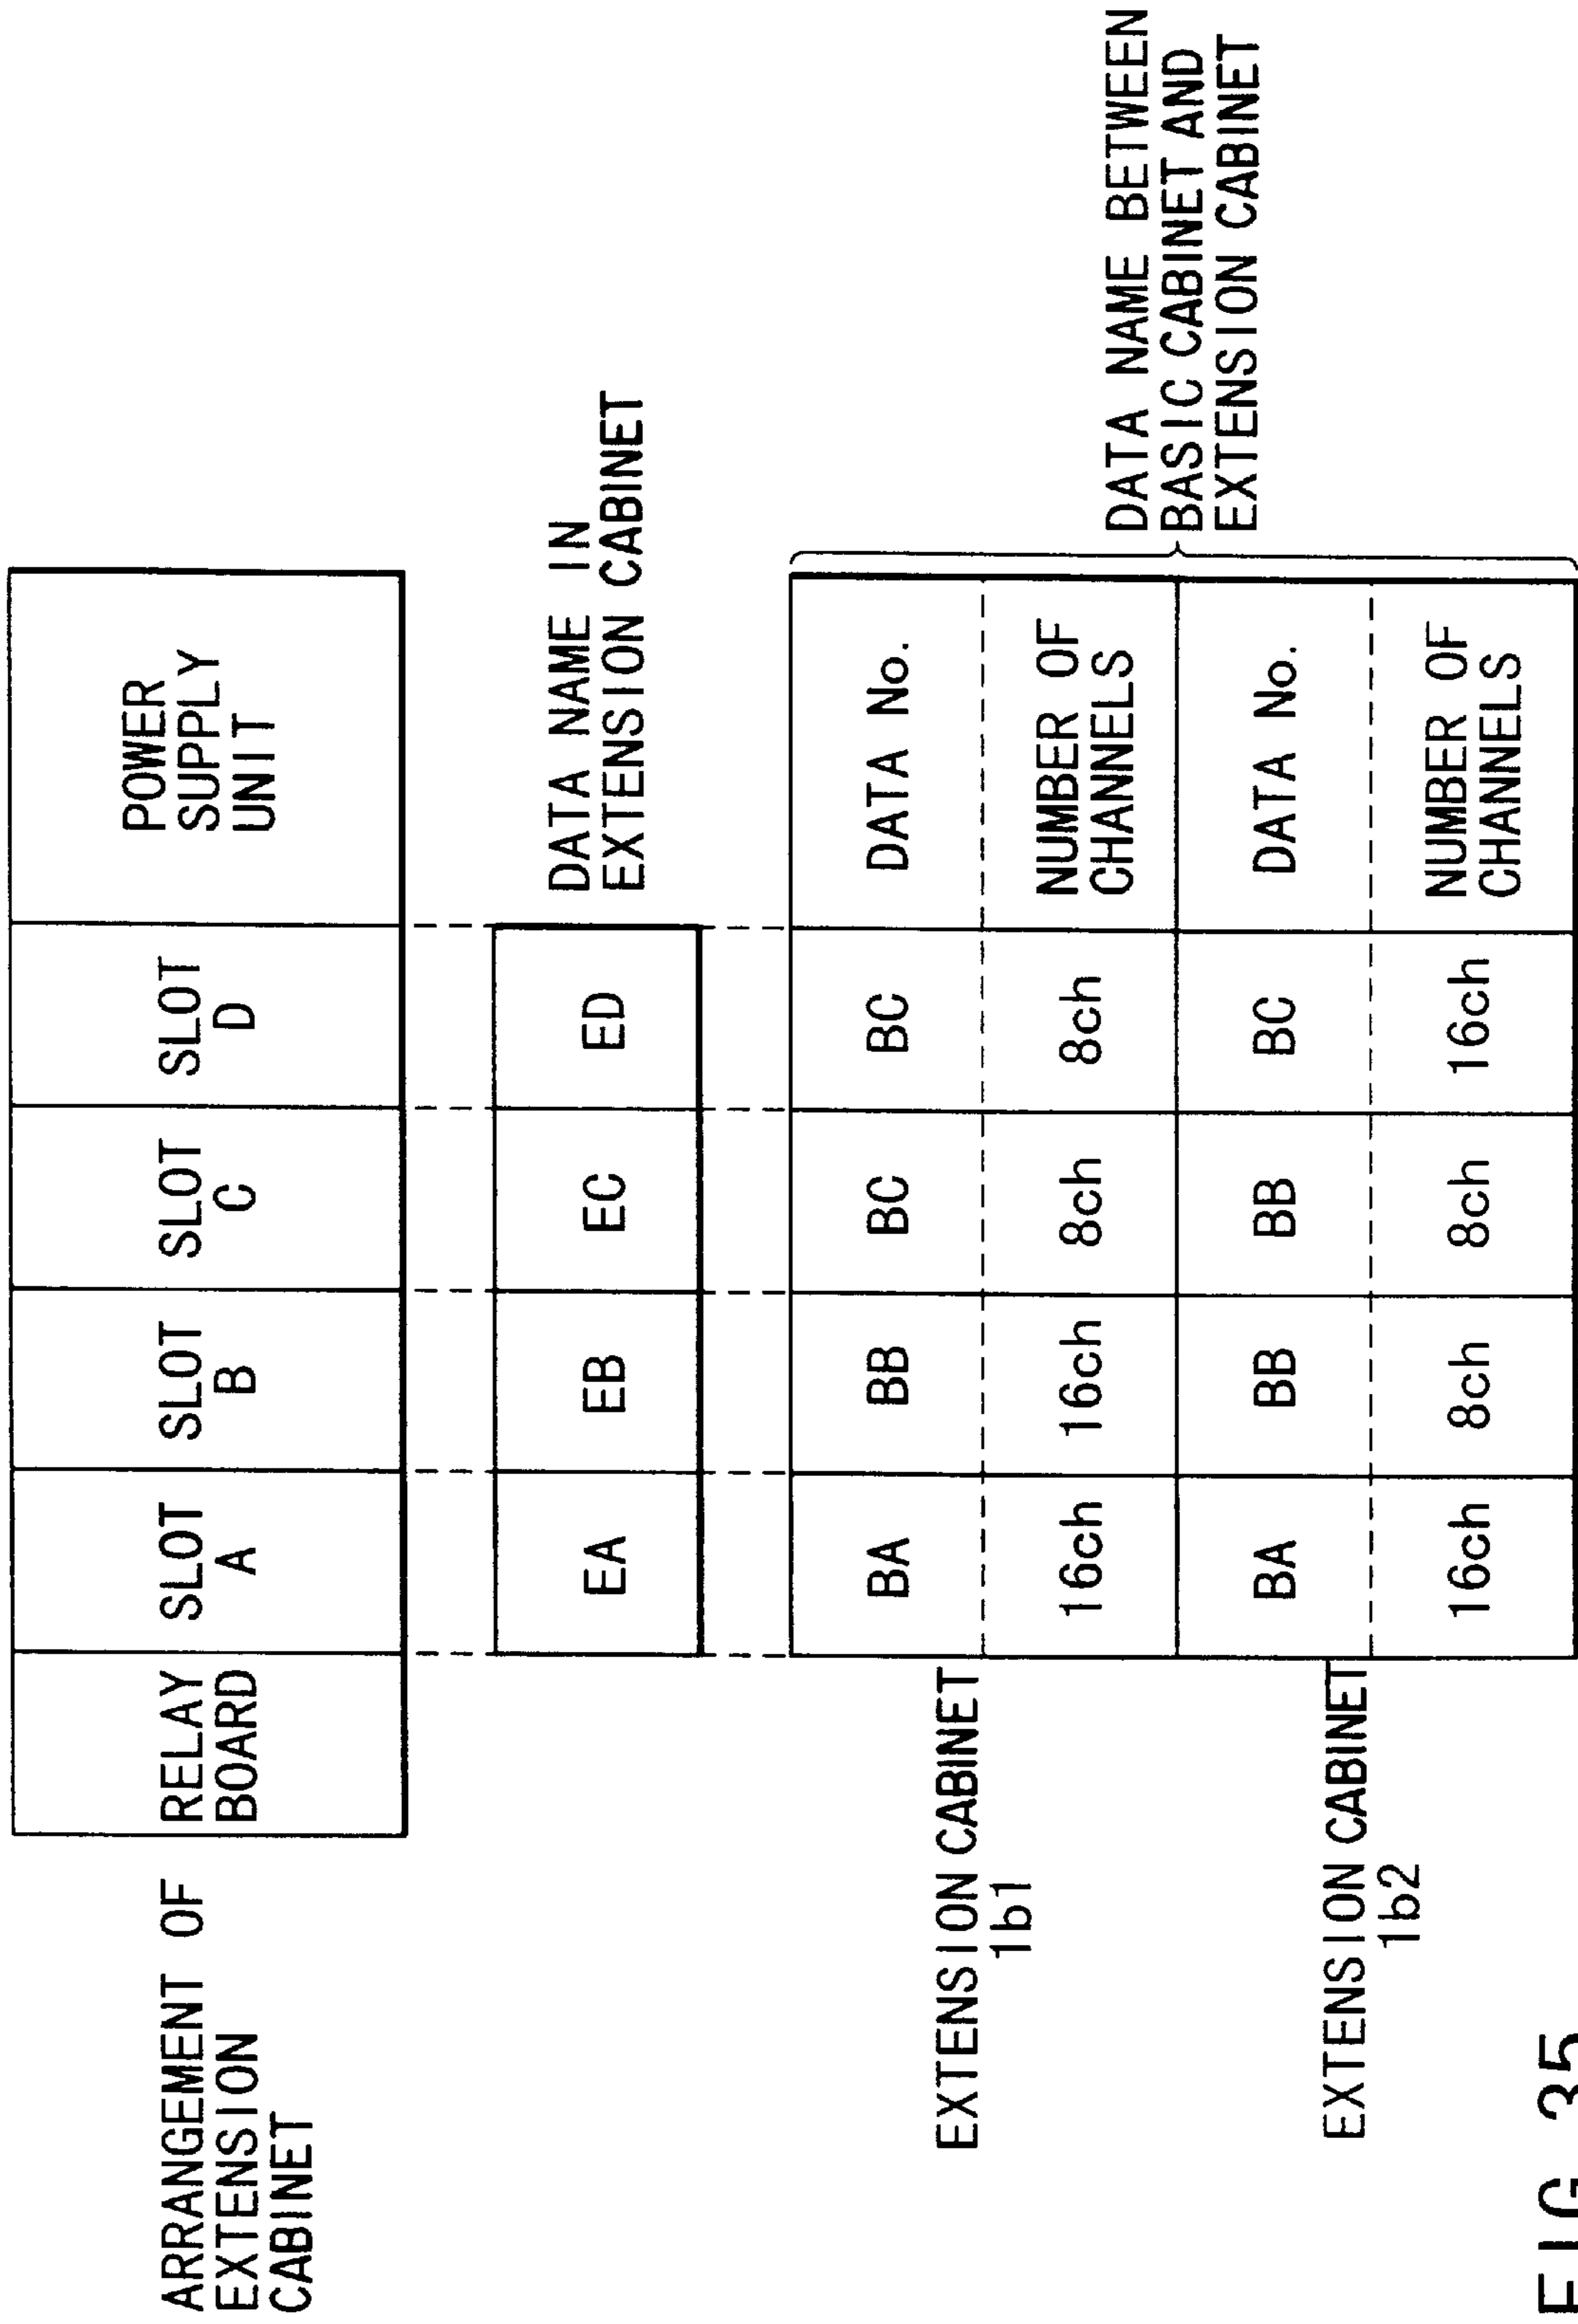 ARRANGEMENT OF
EXTENSION
CABINET
RELAY
BOARD
SLOT
A
SLOT
B
SLOT
C
SLOT
D
POWER
SUPPLY
UNIT
EA
EB
EC
ED
DATA NAME IN
EXTENSION CABINET
EXTENSION CABINET
1b1
BA
BB
BC
BC
DATA No.
16ch
16ch
8ch
8ch
NUMBER OF
CHANNELS
EXTENSION CABINET
1b2
BA
BB
BB
BC
DATA No.
16ch
8ch
8ch
16ch
NUMBER OF
CHANNELS
DATA NAME BETWEEN
BASIC CABINET AND
EXTENSION CABINET
FIG. 35